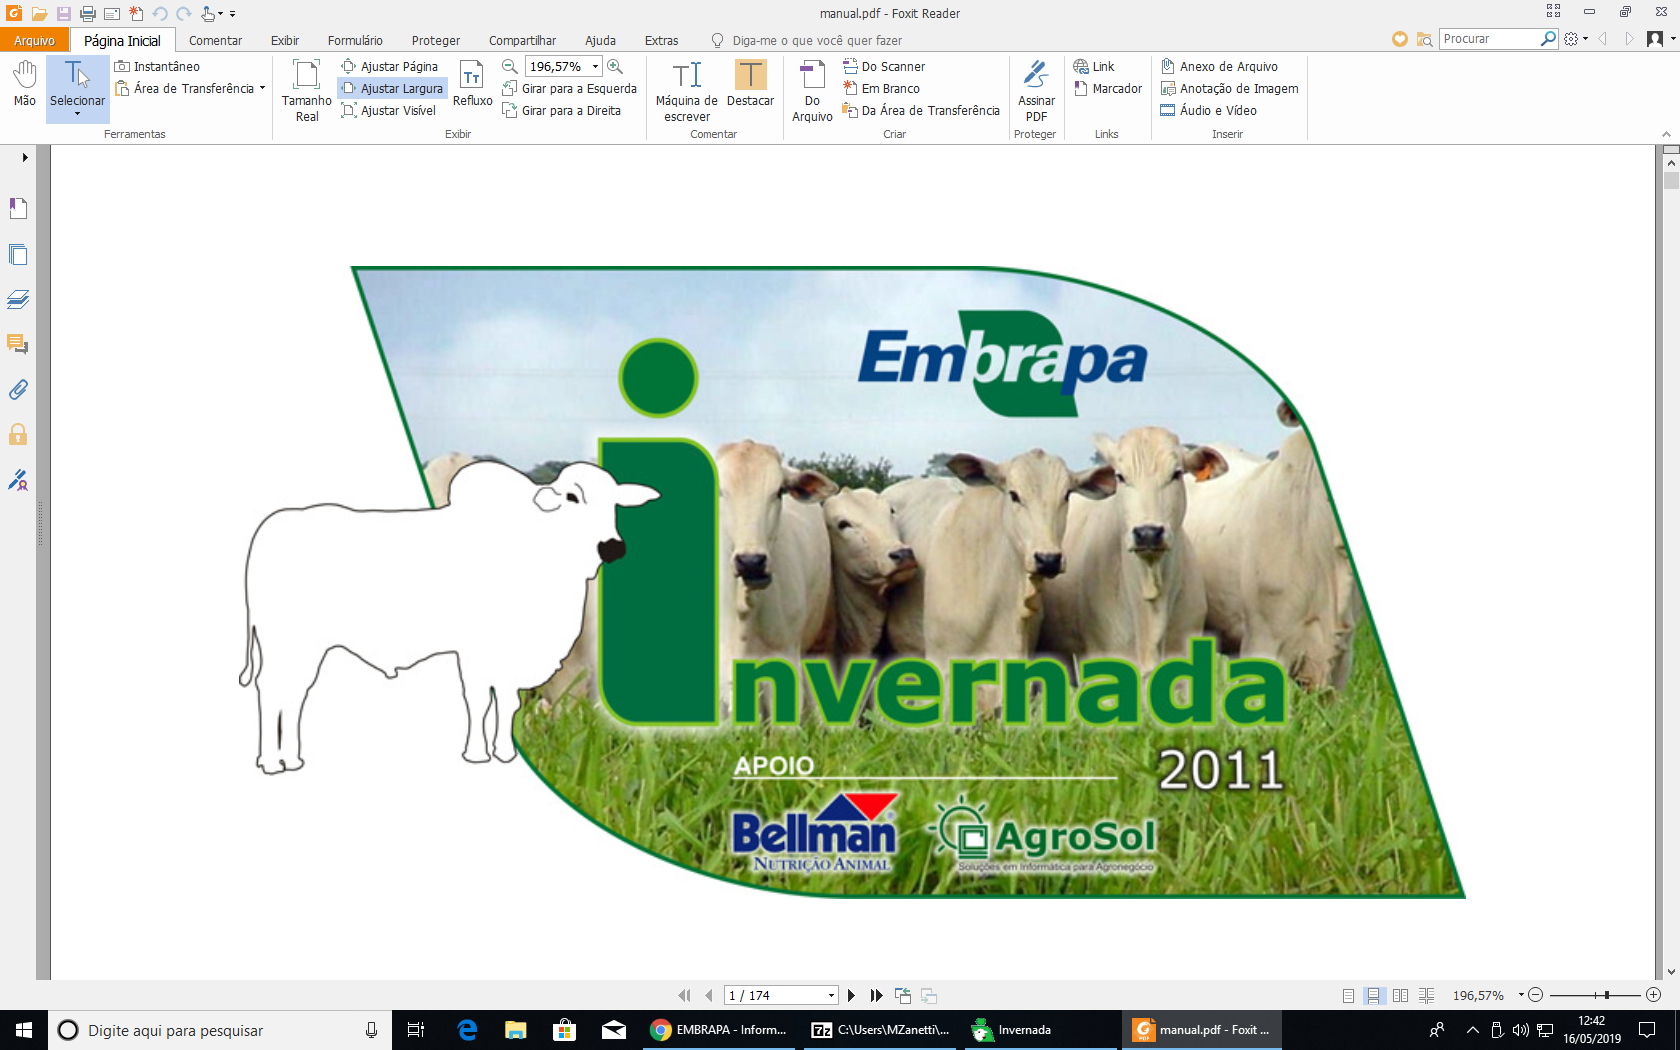 manual.pdf - Foxit Reader
Arquivo Página Inicial Comentar Exibir Formulário Proteger Compartilhar Ajuda Extras Diga-me o que você quer fazer Procurar
Mão
Selecionar
Instantâneo
Área de Transferência
Ferramentas
Tamanho
Real
Ajustar Página
Ajustar Largura
Ajustar Visível
Refluxo
196,57%
Girar para a Esquerda
Girar para a Direita
Exibir
Máquina de
escrever
Destacar
Comentar
Do
Arquivo
Do Scanner
Em Branco
Da Área de Transferência
Criar
Assinar
PDF
Proteger
Link
Marcador
Links
Anexo de Arquivo
Anotação de Imagem
Áudio e Vídeo
Inserir
Embrapa
invernada
2011
APOIO
Bellman
NUTRIÇÃO ANIMAL
AgroSol
Soluções em Informática para Agronegócio
1 / 174
196,57%
Digite aqui para pesquisar
EMBRAPA - Inform...
7z C:\Users\MZanetti\...
Invernada
manual.pdf - Foxit ...
12:42
16/05/2019